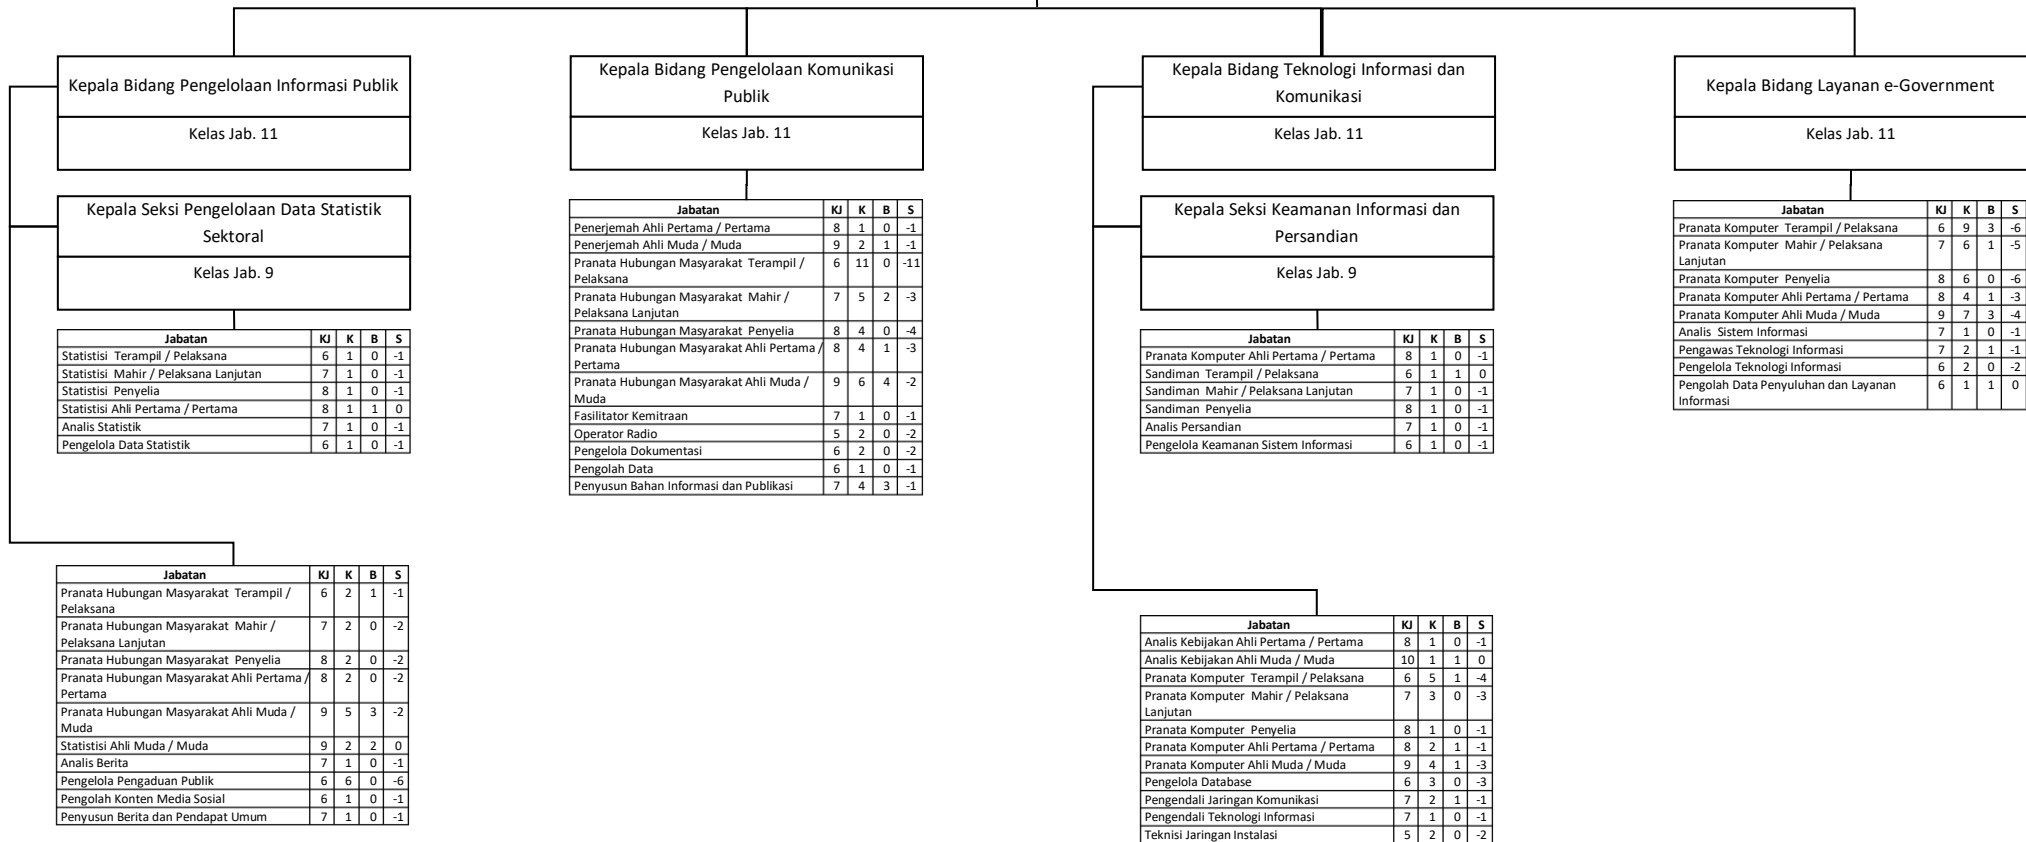 Kepala Bidang Pengelolaan Informasi Publik
Kelas Jab. 11
Kepala Seksi Pengelolaan Data Statistik
Sektoral
Kelas Jab. 9
Jabatan KJ K B S
Statistisi Terampil / Pelaksana 6 1 0 -1
Statistisi Mahir / Pelaksana Lanjutan 7 1 0 -1
Statistisi Penyelia 8 1 0 -1
Statistisi Ahli Pertama / Pertama 8 1 1 0
Analis Statistik 7 1 0 -1
Pengelola Data Statistik 6 1 0 -1
Jabatan KJ K B S
Pranata Hubungan Masyarakat Terampil / 6 2 1 -1
Pelaksana
Pranata Hubungan Masyarakat Mahir / 7 2 0 -2
Pelaksana Lanjutan
Pranata Hubungan Masyarakat Penyelia 8 2 0 -2
Pranata Hubungan Masyarakat Ahli Pertama / 8 2 0 -2
Pertama
Pranata Hubungan Masyarakat Ahli Muda / 9 5 3 -2
Muda
Statistisi Ahli Muda / Muda 9 2 2 0
Analis Berita 7 1 0 -1
Pengelola Pengaduan Publik 6 6 0 -6
Pengolah Konten Media Sosial 6 1 0 -1
Penyusun Berita dan Pendapat Umum 7 1 0 -1
Kepala Bidang Pengelolaan Komunikasi
Publik
Kelas Jab. 11
Jabatan KJ K B S
Penerjemah Ahli Pertama / Pertama 8 1 0 -1
Penerjemah Ahli Muda / Muda 9 2 1 -1
Pranata Hubungan Masyarakat Terampil / 6 11 0 -11
Pelaksana
Pranata Hubungan Masyarakat Mahir / 7 5 2 -3
Pelaksana Lanjutan
Pranata Hubungan Masyarakat Penyelia 8 4 0 -4
Pranata Hubungan Masyarakat Ahli Pertama / 8 4 1 -3
Pertama
Pranata Hubungan Masyarakat Ahli Muda / 9 6 4 -2
Muda
Fasilitator Kemitraan 7 1 0 -1
Operator Radio 5 2 0 -2
Pengelola Dokumentasi 6 2 0 -2
Pengolah Data 6 1 0 -1
Penyusun Bahan Informasi dan Publikasi 7 4 3 -1
Kepala Bidang Teknologi Informasi dan
Komunikasi
Kelas Jab. 11
Kepala Seksi Keamanan Informasi dan
Persandian
Kelas Jab. 9
Jabatan KJ K B S
Pranata Komputer Ahli Pertama / Pertama 8 1 0 -1
Sandiman Terampil / Pelaksana 6 1 1 0
Sandiman Mahir / Pelaksana Lanjutan 7 1 0 -1
Sandiman Penyelia 8 1 0 -1
Analis Persandian 7 1 0 -1
Pengelola Keamanan Sistem Informasi 6 1 0 -1
Jabatan KJ K B S
Analis Kebijakan Ahli Pertama / Pertama 8 1 0 -1
Analis Kebijakan Ahli Muda / Muda 10 1 1 0
Pranata Komputer Terampil / Pelaksana 6 5 1 -4
Pranata Komputer Mahir / Pelaksana 7 3 0 -3
Lanjutan
Pranata Komputer Penyelia 8 1 0 -1
Pranata Komputer Ahli Pertama / Pertama 8 2 1 -1
Pranata Komputer Ahli Muda / Muda 9 4 1 -3
Pengelola Database 6 3 0 -3
Pengendali Jaringan Komunikasi 7 2 1 -1
Pengendali Teknologi Informasi 7 1 0 -1
Teknisi Jaringan Instalasi 5 2 0 -2
Kepala Bidang Layanan e-Government
Kelas Jab. 11
Jabatan KJ K B S
Pranata Komputer Terampil / Pelaksana 6 9 3 -6
Pranata Komputer Mahir / Pelaksana 7 6 1 -5
Lanjutan
Pranata Komputer Penyelia 8 6 0 -6
Pranata Komputer Ahli Pertama / Pertama 8 4 1 -3
Pranata Komputer Ahli Muda / Muda 9 7 3 -4
Analis Sistem Informasi 7 1 0 -1
Pengawas Teknologi Informasi 7 2 1 -1
Pengelola Teknologi Informasi 6 2 0 -2
Pengolah Data Penyuluhan dan Layanan 6 1 1 0
Informasi